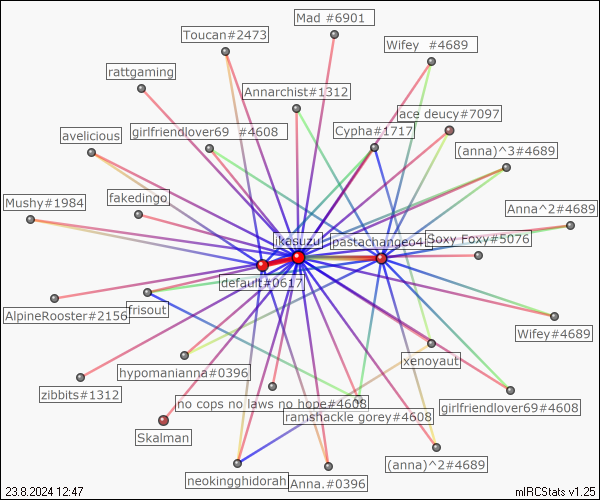 Mad #6901
Toucan#2473
Wifey  #4689
rattgaming
Annarchist#1312
ace deucy#7097
avelicious
girlfriendlover69  #4608
Cypha#1717
(anna)^3#4689
Mushy#1984
fakedingo
Anna^2#4689
ikasuzu
pastachange04
Soxy Foxy#5076
default#0617
AlpineRooster#2156
frisout
Wifey#4689
xenoyaut
hypomanianna#0396
zibbits#1312
no cops no laws no hope#4608
girlfriendlover69#4608
ramshackle gorey#4608
Skalman
(anna)^2#4689
neokingghidorah
Anna.#0396
23.8.2024 12:47
mIRCStats v1.25